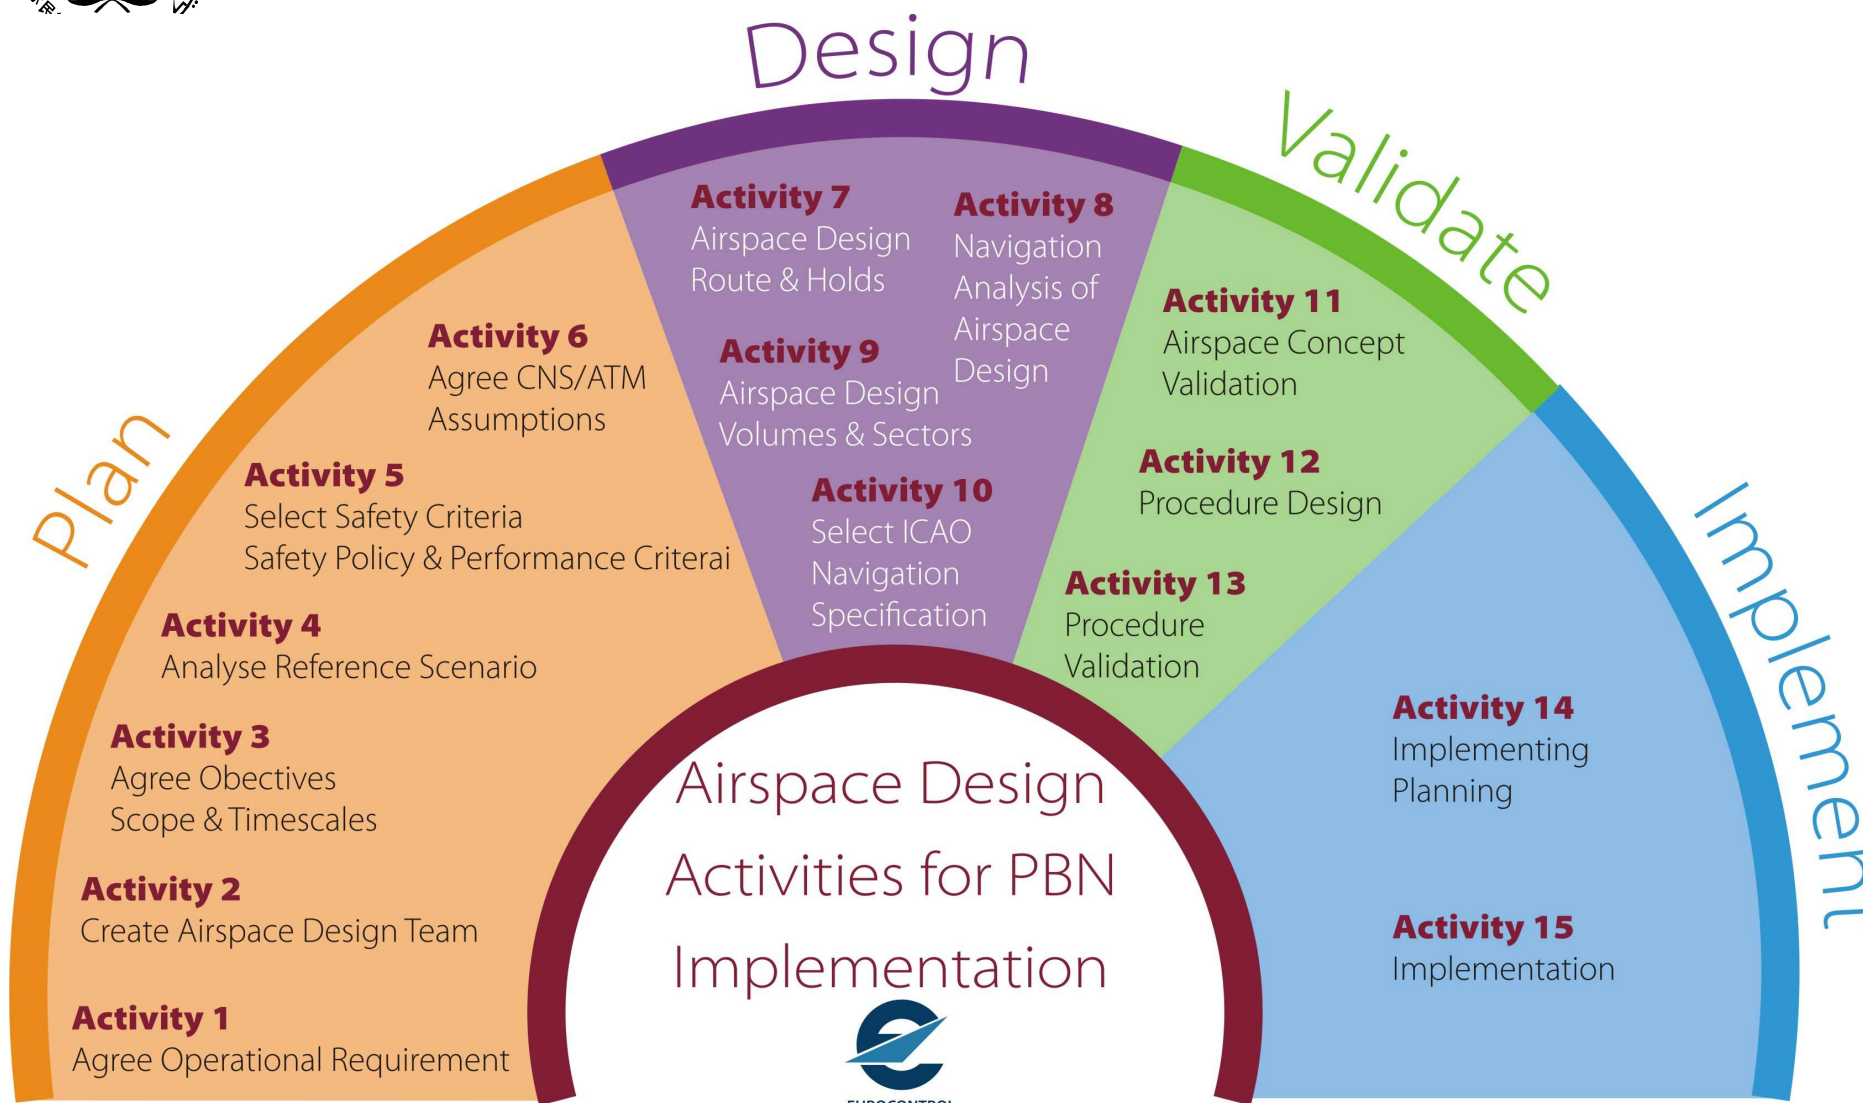 Design
Validate
Plan
Implement
Activity 7
Airspace Design
Route & Holds
Activity 8
Navigation
Analysis of
Airspace
Design
Activity 9
Airspace Design
Volumes & Sectors
Activity 10
Select ICAO
Navigation
Specification
Activity 11
Airspace Concept
Validation
Activity 12
Procedure Design
Activity 13
Procedure
Validation
Activity 6
Agree CNS/ATM
Assumptions
Activity 5
Select Safety Criteria
Safety Policy & Performance Criterai
Activity 4
Analyse Reference Scenario
Activity 3
Agree Obectives
Scope & Timescales
Activity 2
Create Airspace Design Team
Activity 1
Agree Operational Requirement
Activity 14
Implementing
Planning
Activity 15
Implementation
Airspace Design
Activities for PBN
Implementation
EUROCONTROL